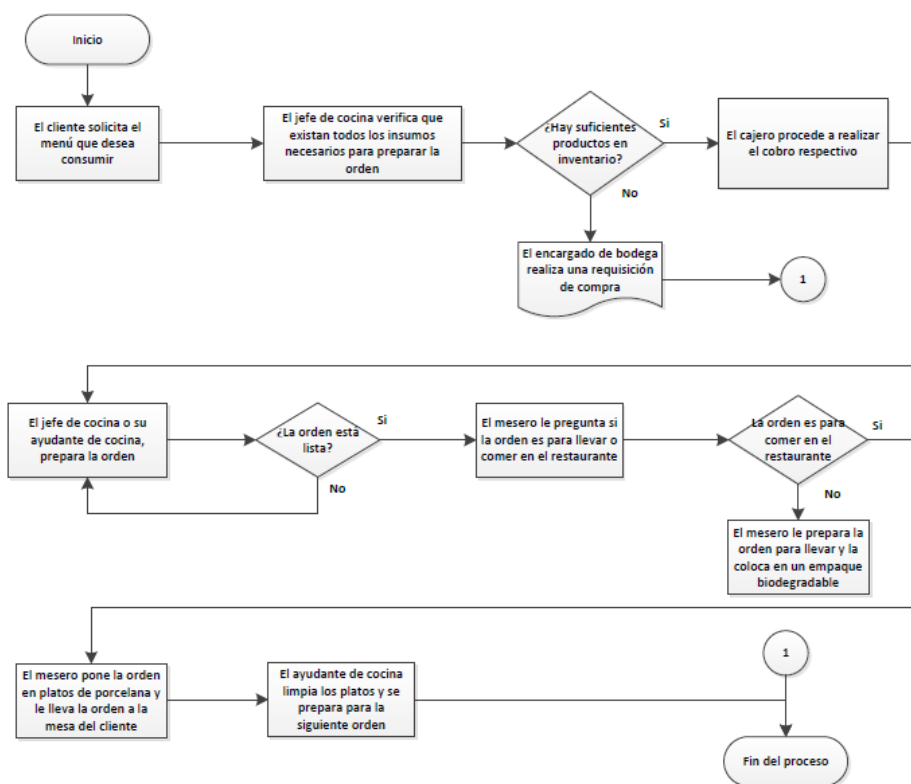 Inicio
El cliente solicita el
menú que desea
consumir
El jefe de cocina verifica que
existan todos los insumos
necesarios para preparar la
orden
¿Hay suficientes
productos en
inventario?
Si
El cajero procede a realizar
el cobro respectivo
No
El encargado de bodega
realiza una requisición
de compra
1
El jefe de cocina o su
ayudante de cocina,
prepara la orden
¿La orden está
lista?
Si
No
El mesero le pregunta si
la orden es para llevar o
comer en el restaurante
La orden es para
comer en el
restaurante
Si
No
El mesero le prepara la
orden para llevar y la
coloca en un empaque
biodegradable
El mesero pone la orden
en platos de porcelana y
le lleva la orden a la
mesa del cliente
El ayudante de cocina
limpia los platos y se
prepara para la
siguiente orden
1
Fin del proceso